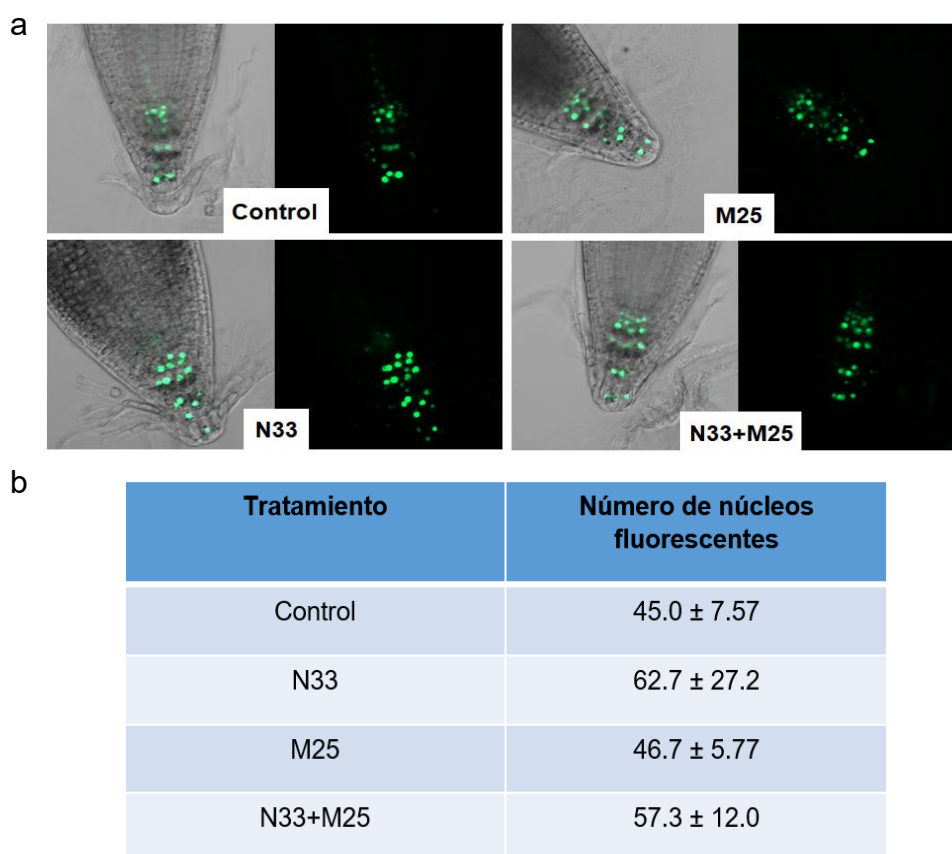 a
Control
M25
N33
N33+M25
b
Tratamiento
Número de núcleos
fluorescentes
Control
45.0 ± 7.57
N33
62.7 ± 27.2
M25
46.7 ± 5.77
N33+M25
57.3 ± 12.0